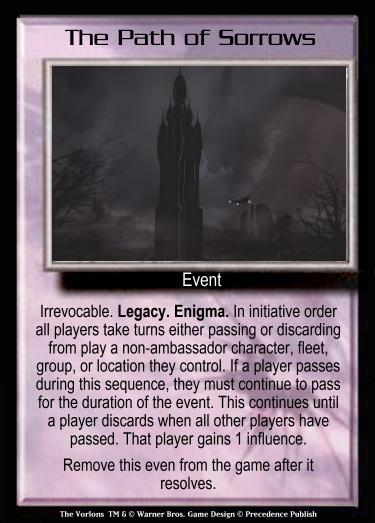 The Path of Sorrows
Event
Irrevocable. Legacy. Enigma. In initiative order
all players take turns either passing or discarding
from play a non-ambassador character, fleet,
group, or location they control. If a player passes
during this sequence, they must continue to pass
for the duration of the event. This continues until
a player discards when all other players have
passed. That player gains 1 influence.
Remove this even from the game after it
resolves.
The Vorlons TM & © Warner Bros. Game Design © Precedence Publish